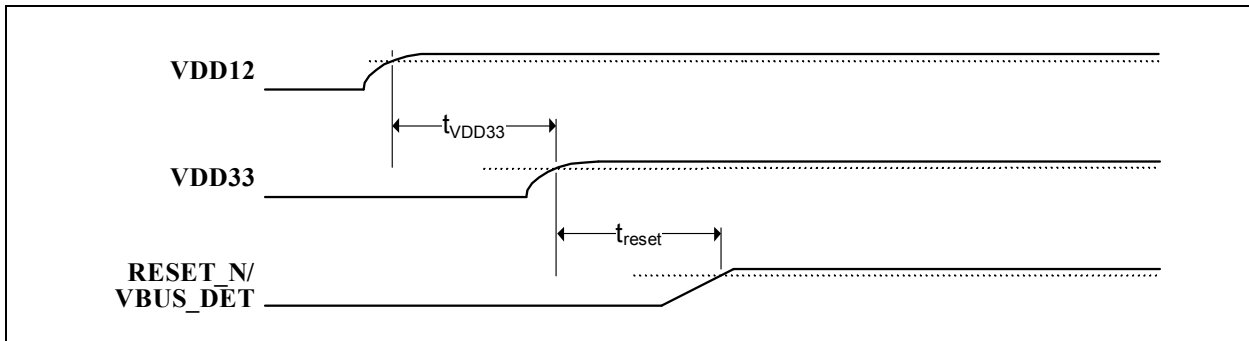 VDD12
tVDD33
VDD33
treset
RESET_N/
VBUS_DET